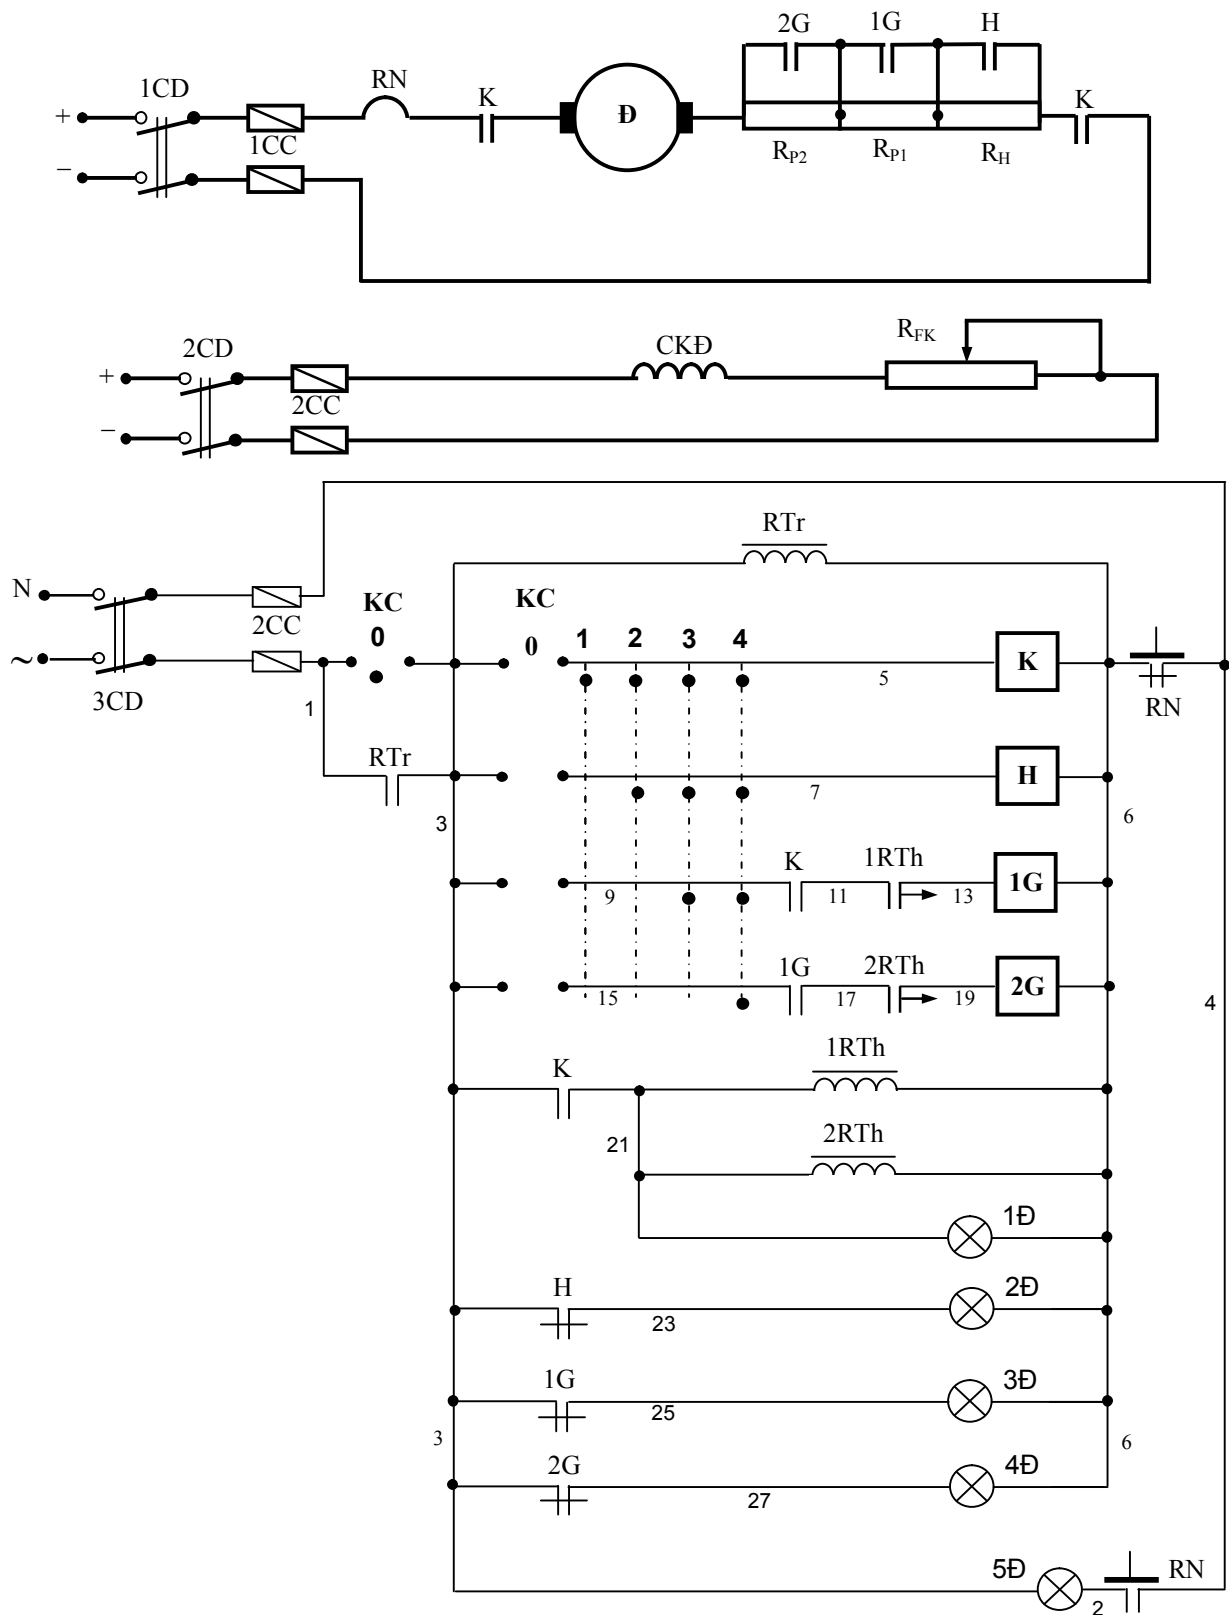 2G 1G H
1CD RN K K
+ Đ
1CC
– R_P2 R_P1 R_H
2CD CKĐ R_FK
+
2CC
–
RTr
N
2CC KC KC
0 0 1 2 3 4
~ K
3CD 1 5 RN
RTr H
3 7 6
K 1RTh 1G
9 11 13
1G 2RTh 2G
15 17 19 4
K 1RTh
21 2RTh
1Đ
H 2Đ
23
1G 3Đ
25
3 6
2G 4Đ
27
5Đ RN
2